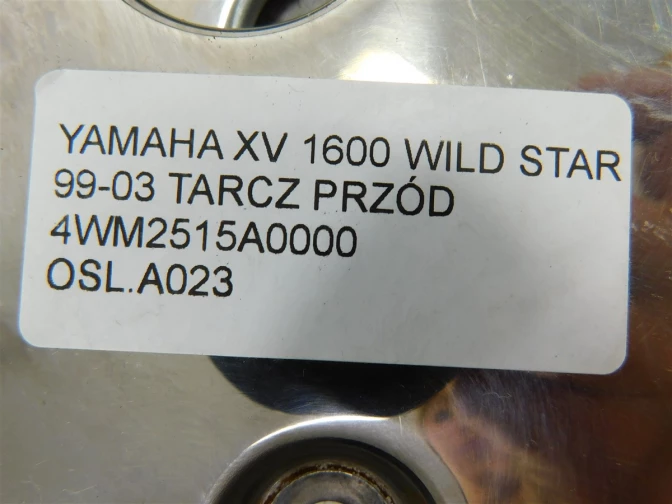 YAMAHA XV 1600 WILD STAR
99-03 TARCZ PRZÓD
4WM2515A0000
OSL.A023